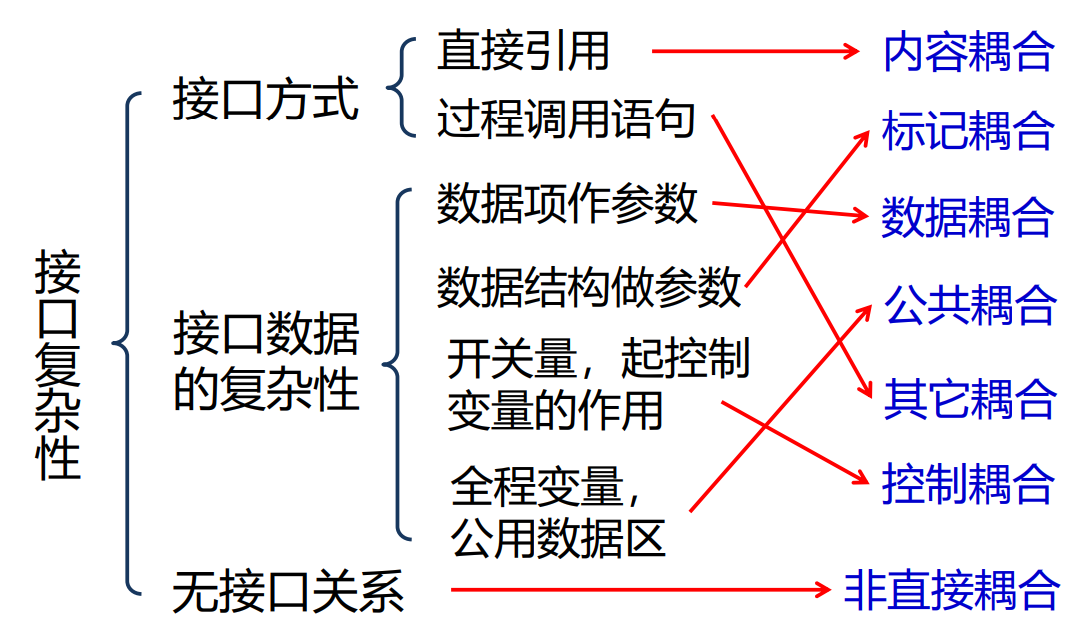 接口复杂性
接口方式
直接引用
过程调用语句
接口数据
的复杂性
数据项作参数
数据结构做参数
开关量，起控制
变量的作用
全程变量，
公用数据区
无接口关系
内容耦合
标记耦合
数据耦合
公共耦合
其它耦合
控制耦合
非直接耦合